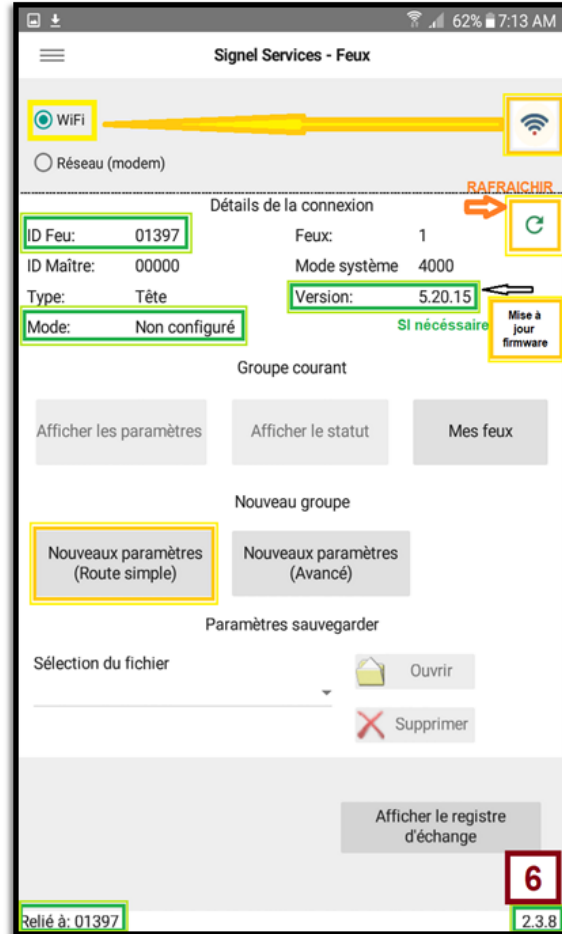 62% 7:13 AM
Signel Services - Feux
WiFi
Réseau (modem)
RAFRAICHIR
Détails de la connexion
ID Feu: 01397 Feux: 1
ID Maître: 00000 Mode système 4000
Type: Tête Version: 5.20.15
Mode: Non configuré SI nécéssaire
Mise à
jour
firmware
Groupe courant
Afficher les paramètres Afficher le statut Mes feux
Nouveau groupe
Nouveaux paramètres
(Route simple)
Nouveaux paramètres
(Avancé)
Paramètres sauvegarder
Sélection du fichier
Ouvrir
Supprimer
Afficher le registre
d'échange
6
Relié à: 01397 2.3.8